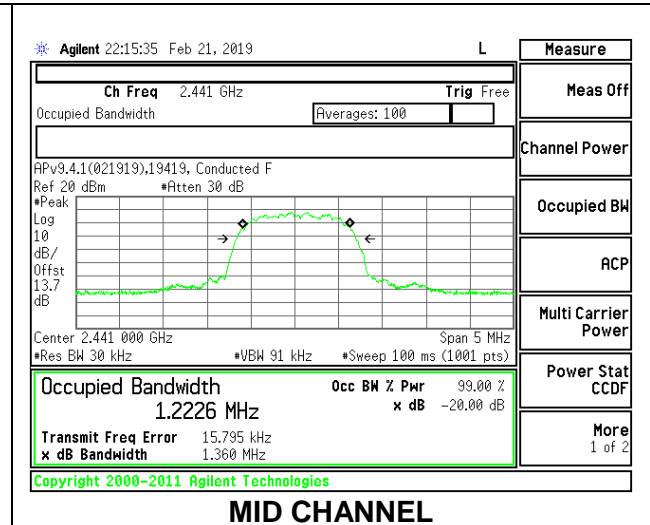 Agilent 22:15:35 Feb 21, 2019 L
Measure
Ch Freq 2.441 GHz Trig Free
Occupied Bandwidth Averages: 100
APv9.4.1(021919),19419, Conducted F
Ref 20 dBm #Atten 30 dB
#Peak
Log
10
dB/
Offst
13.7
dB
Center 2.441 000 GHz Span 5 MHz
#Res BW 30 kHz #VBW 91 kHz #Sweep 100 ms (1001 pts)
Occupied Bandwidth Occ BW % Pwr 99.00 %
1.2226 MHz x dB -20.00 dB
Transmit Freq Error 15.795 kHz
x dB Bandwidth 1.360 MHz
Copyright 2000-2011 Agilent Technologies
Meas Off
Channel Power
Occupied BW
ACP
Multi Carrier
Power
Power Stat
CCDF
More
1 of 2
MID CHANNEL